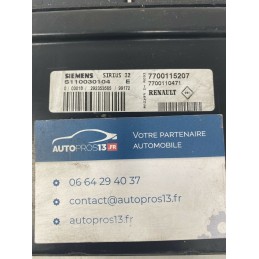 SIEMENS SIRIUS 32
S110030104 E
7700115207
7700110471
RENAULT
AUTOPROS13.FR
VOTRE PARTENAIRE
AUTOMOBILE
06 64 29 40 37
contact@autopros13.fr
autopros13.fr